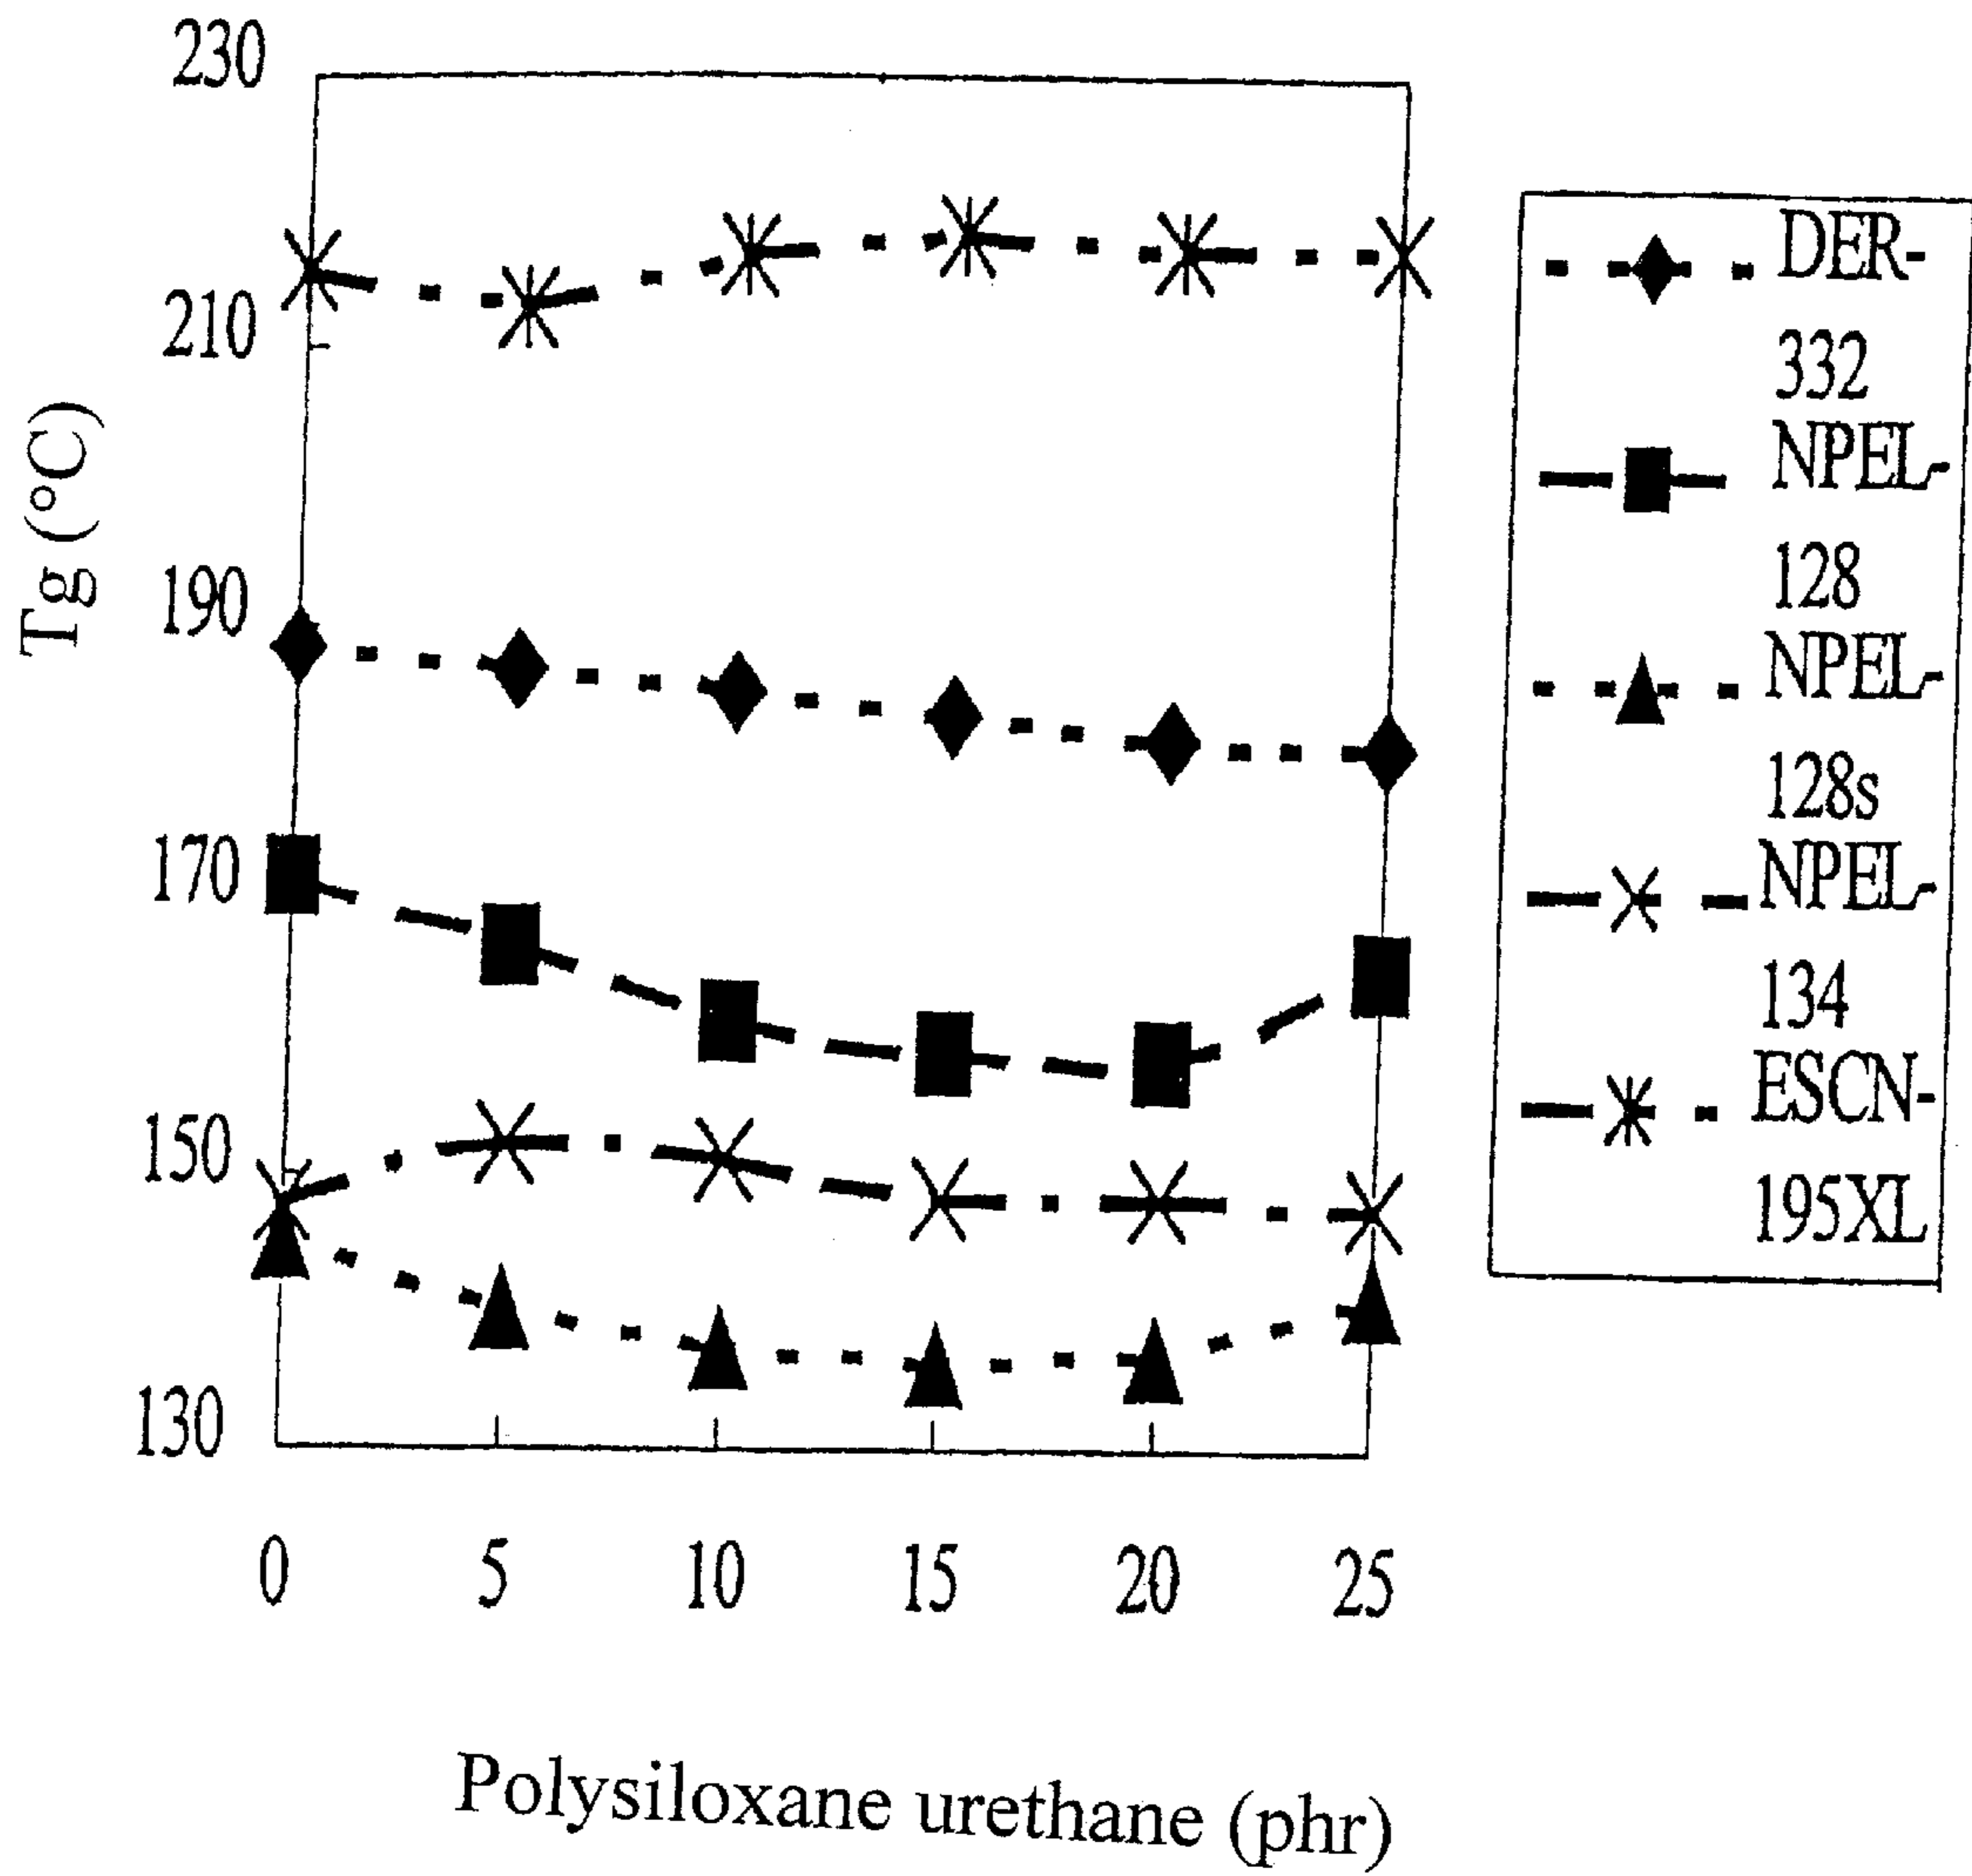 230
210
190
170
150
130
Tg (°C)
0 5 10 15 20 25
Polysiloxane urethane (phr)
DER-
332
NPEL-
128
NPEL-
128s
NPEL-
134
ESCN-
195XL